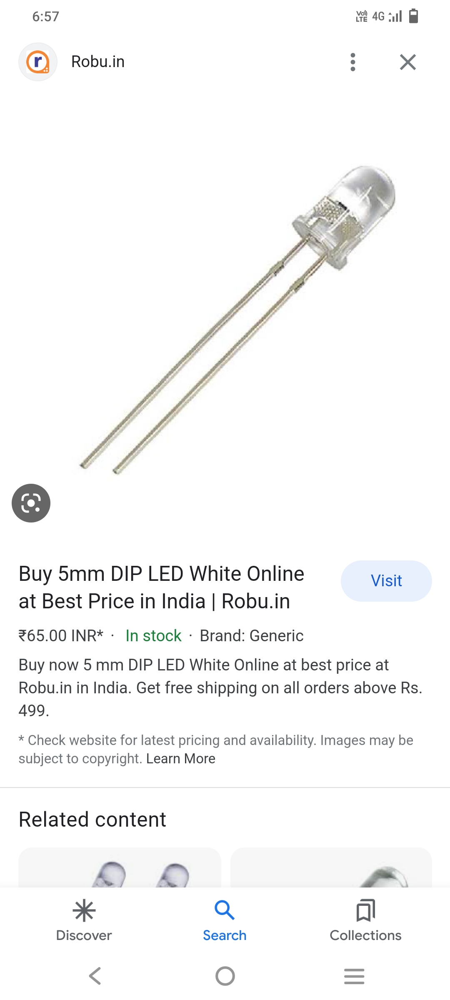 6:57
Vo)) LTE 4G
r
Robu.in
Buy 5mm DIP LED White Online
at Best Price in India | Robu.in
Visit
₹65.00 INR* · In stock · Brand: Generic
Buy now 5 mm DIP LED White Online at best price at
Robu.in in India. Get free shipping on all orders above Rs.
499.
* Check website for latest pricing and availability. Images may be
subject to copyright. Learn More
Related content
Discover
Search
Collections